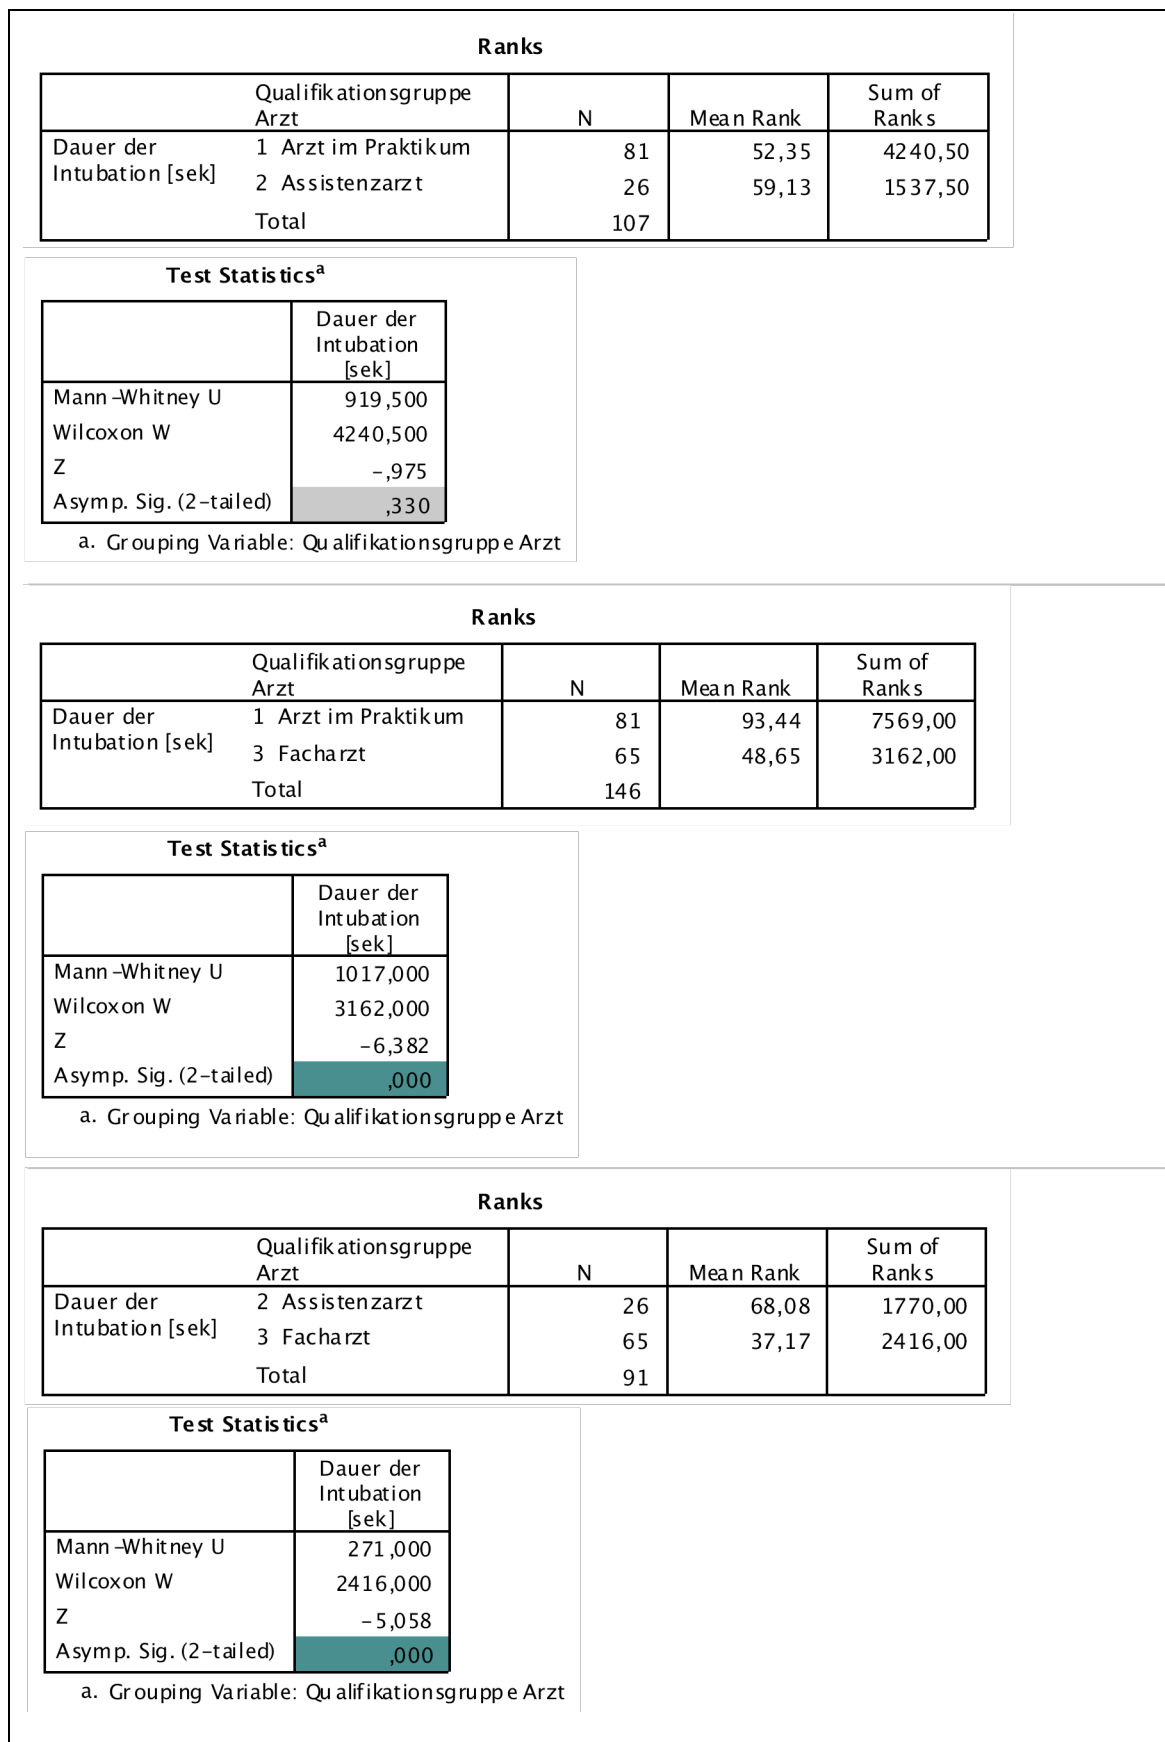 Ranks
Qualifikationsgruppe Arzt N Mean Rank Sum of Ranks
Dauer der Intubation [sek] 1 Arzt im Praktikum 81 52,35 4240,50
2 Assistenzarzt 26 59,13 1537,50
Total 107
Test Statisticsa
Dauer der
Intubation
[sek]
Mann-Whitney U 919,500
Wilcoxon W 4240,500
Z -,975
Asymp. Sig. (2-tailed) ,330
a. Grouping Variable: Qualifikationsgruppe Arzt
Ranks
Qualifikationsgruppe Arzt N Mean Rank Sum of Ranks
Dauer der Intubation [sek] 1 Arzt im Praktikum 81 93,44 7569,00
3 Facharzt 65 48,65 3162,00
Total 146
Test Statisticsa
Dauer der
Intubation
[sek]
Mann-Whitney U 1017,000
Wilcoxon W 3162,000
Z -6,382
Asymp. Sig. (2-tailed) ,000
a. Grouping Variable: Qualifikationsgruppe Arzt
Ranks
Qualifikationsgruppe Arzt N Mean Rank Sum of Ranks
Dauer der Intubation [sek] 2 Assistenzarzt 26 68,08 1770,00
3 Facharzt 65 37,17 2416,00
Total 91
Test Statisticsa
Dauer der
Intubation
[sek]
Mann-Whitney U 271,000
Wilcoxon W 2416,000
Z -5,058
Asymp. Sig. (2-tailed) ,000
a. Grouping Variable: Qualifikationsgruppe Arzt